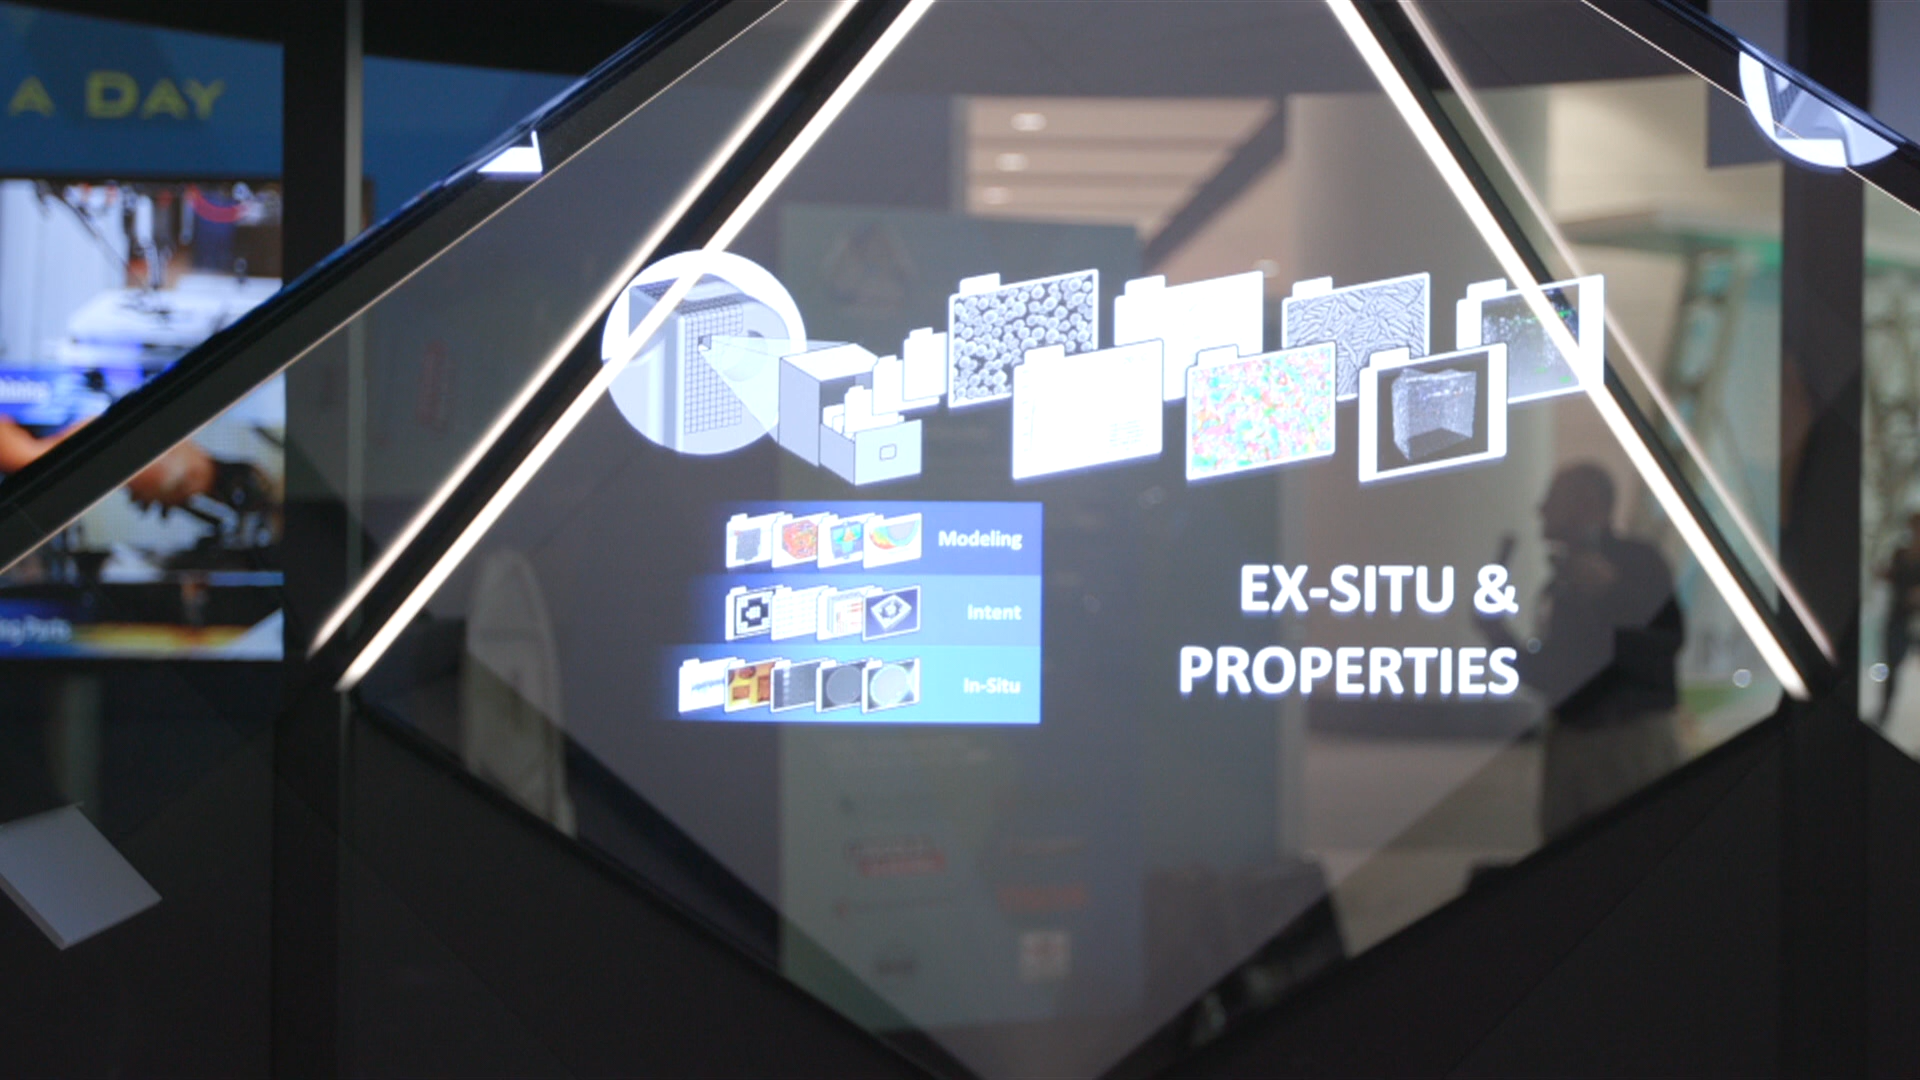 A DAY
Modeling
Intent
In-Situ
EX-SITU &
PROPERTIES